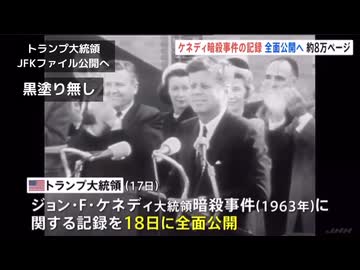 トランプ大統領
JFKファイル公開へ
黒塗り無し
ケネディ暗殺事件の記録 全面公開へ 約8万ページ
トランプ大統領(17日)
ジョン・F・ケネディ大統領暗殺事件(1963年)に
関する記録を18日に全面公開
JNN